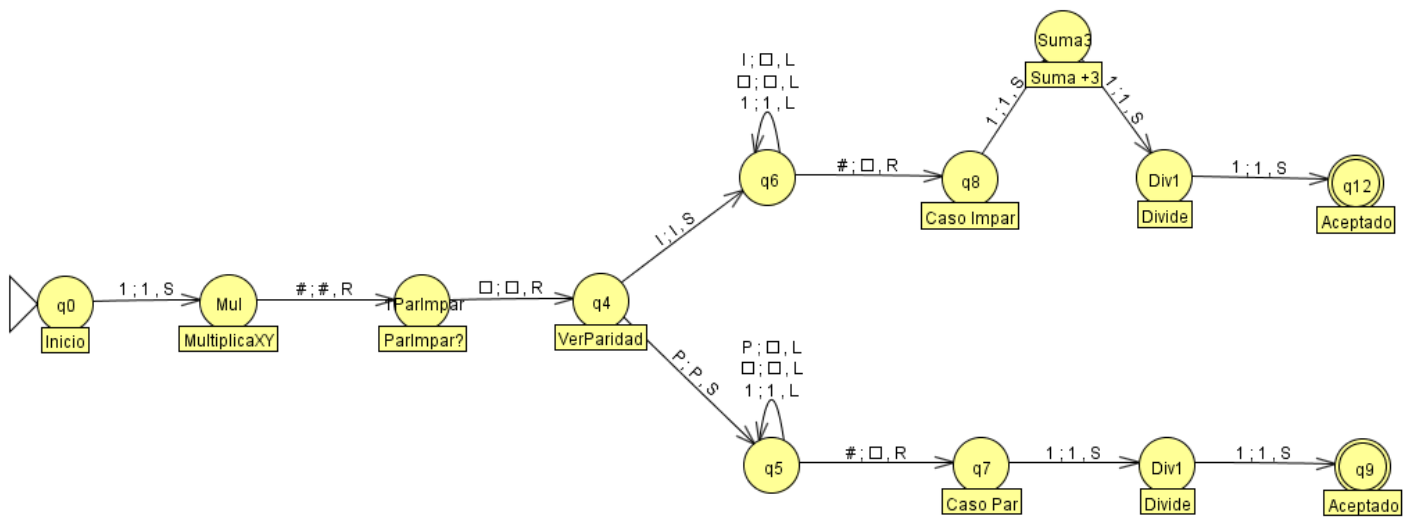 Suma3
Suma +3
I ; □ , L
□ ; □ , L
1 ; 1 , L
1 ; 1 , S
1 ; 1 , S
q6
# ; □ , R
q8
Caso Impar
Div1
Divide
1 ; 1 , S
q12
Aceptado
I ; I , S
q0
Inicio
1 ; 1 , S
Mul
MultiplicaXY
# ; # , R
ParImpar
ParImpar?
□ ; □ , R
q4
VerParidad
P ; P , S
P ; □ , L
□ ; □ , L
1 ; 1 , L
q5
# ; □ , R
q7
Caso Par
1 ; 1 , S
Div1
Divide
1 ; 1 , S
q9
Aceptado